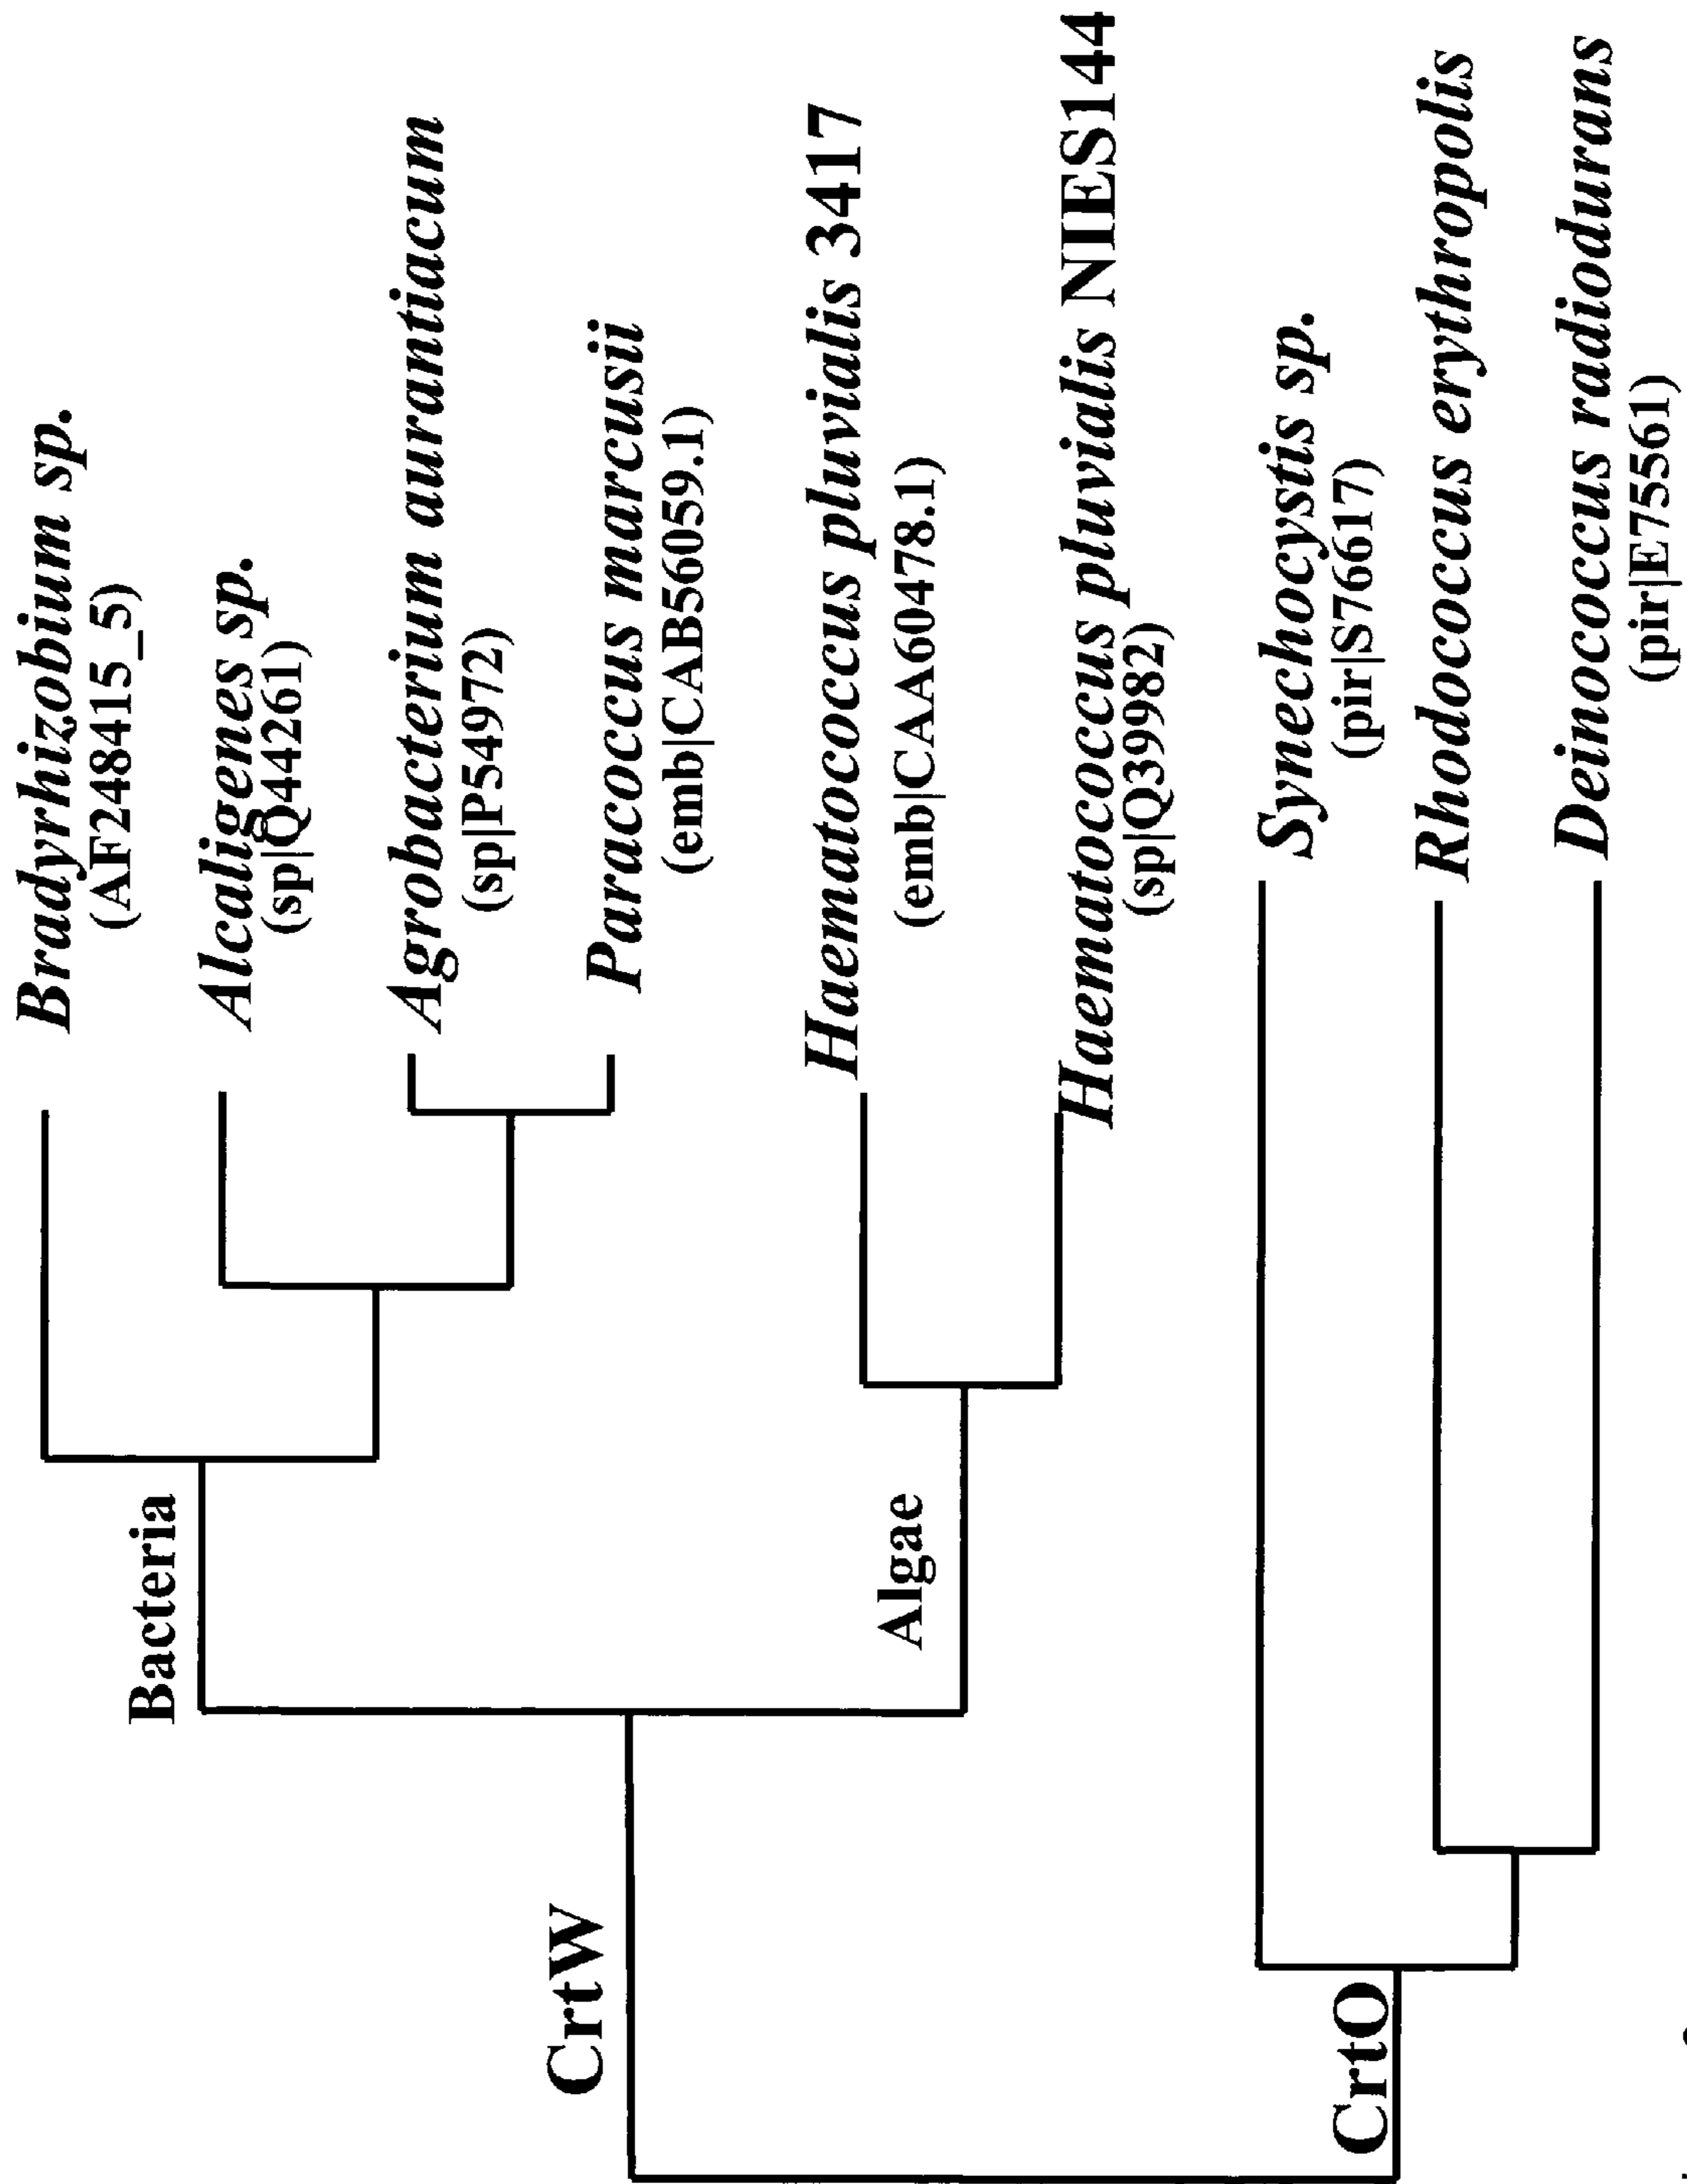 Bradyrhizobium sp.
(AF248415_5)
Alcaligenes sp.
(sp|Q44261)
Agrobacterium aurantiacum
(sp|P54972)
Paracoccus marcusii
(emb|CAB56059.1)
Haematococcus pluvialis 3417
(emb|CAA60478.1)
Haematococcus pluvialis NIES144
(sp|Q39982)
Synechocystis sp.
(pir|S76617)
Rhodococcus erythropolis
Deinococcus radiodurans
(pir|E75561)
Bacteria
Algae
CrtW
CrtO